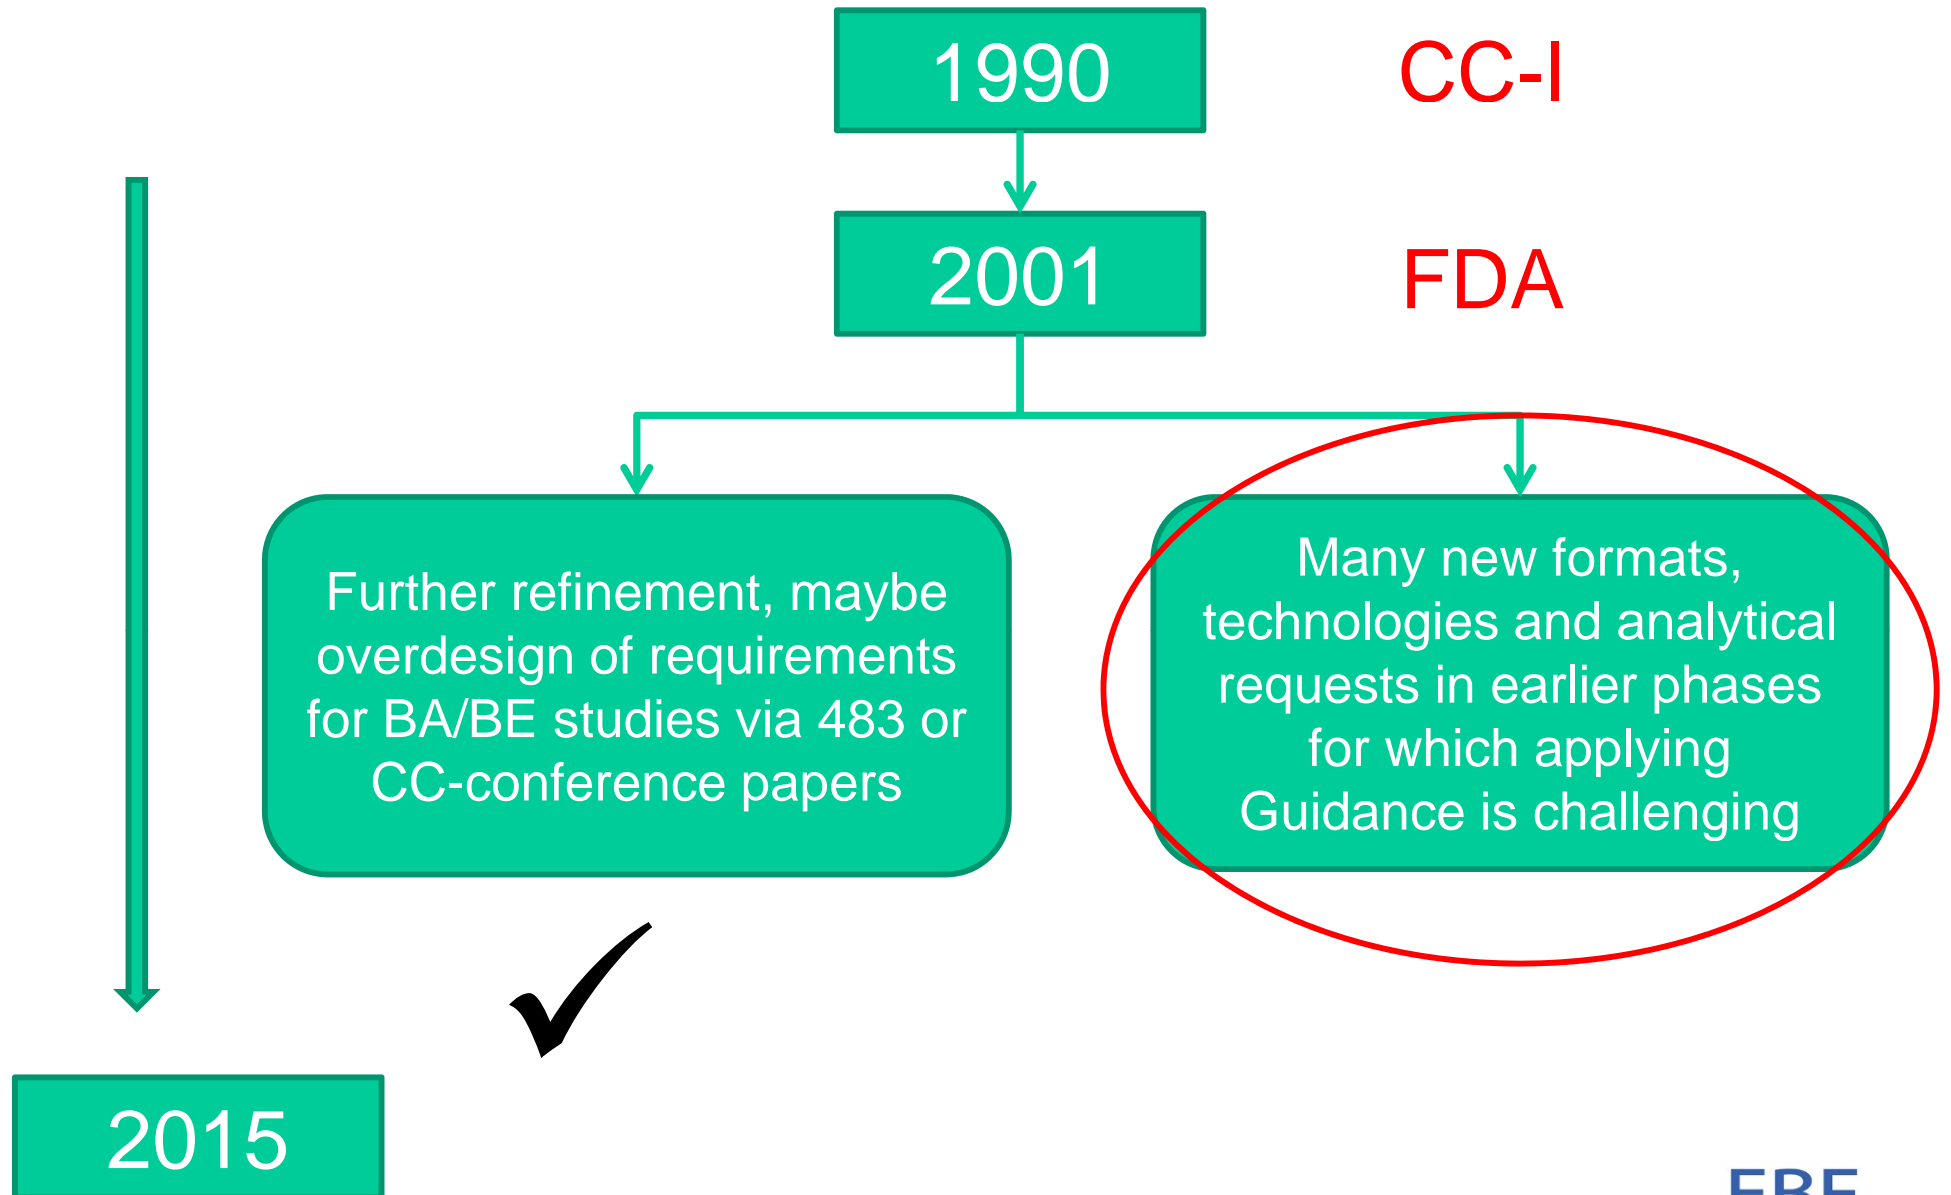 1990
CC-I
2001
FDA
Further refinement, maybe
overdesign of requirements
for BA/BE studies via 483 or
CC-conference papers
Many new formats,
technologies and analytical
requests in earlier phases
for which applying
Guidance is challenging
2015
EBF